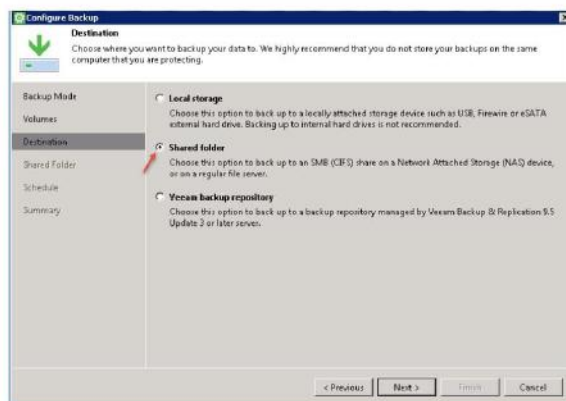 Configure Backup
Destination
Choose where you want to backup your data to. We highly recommend that you do not store your backups on the same
computer that you are protecting.
Backup Mode
Volumes
Destination
Shared Folder
Schedule
Summary
Local storage
Choose this option to back up to a locally attached storage device such as USB, Firewire or eSATA
external hard drive. Backing up to internal hard drives is not recommended.
Shared folder
Choose this option to back up to an SMB (CIFS) share on a Network Attached Storage (NAS) device,
or on a regular file server.
Veeam backup repository
Choose this option to back up to a backup repository managed by Veeam Backup & Replication 9.5
Update 3 or later server.
< Previous
Next >
Finish
Cancel